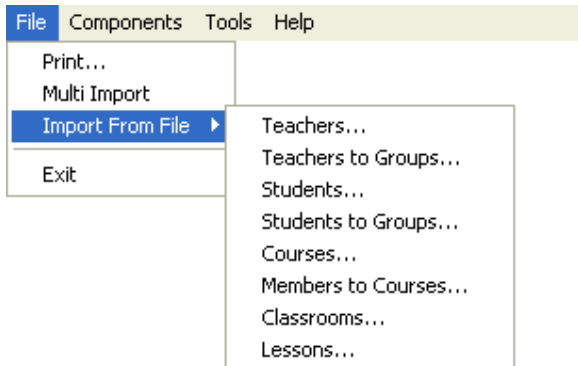 File Components Tools Help
Print...
Multi Import
Import From File
Exit
Teachers...
Teachers to Groups...
Students...
Students to Groups...
Courses...
Members to Courses...
Classrooms...
Lessons...